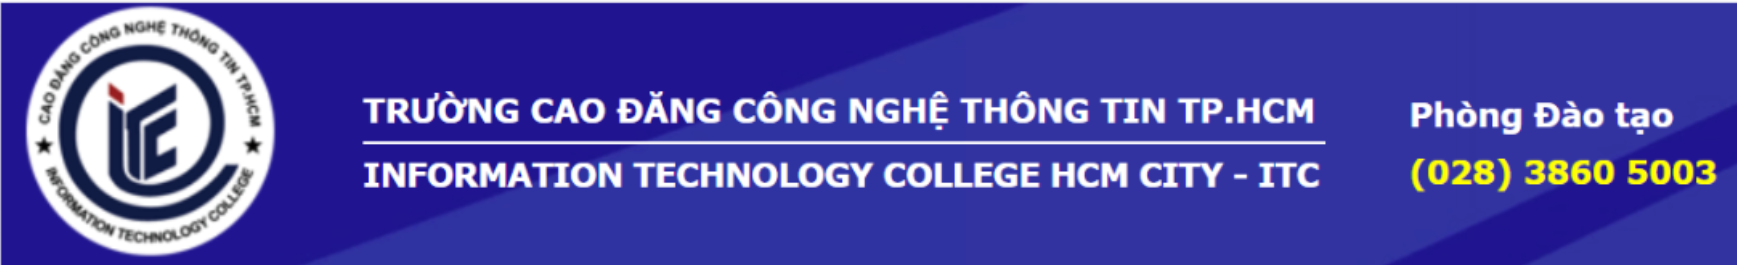 CAO ĐẲNG CÔNG NGHỆ THÔNG TIN TP.HCM
INFORMATION TECHNOLOGY COLLEGE
iTC
TRƯỜNG CAO ĐĂNG CÔNG NGHỆ THÔNG TIN TP.HCM
INFORMATION TECHNOLOGY COLLEGE HCM CITY - ITC
Phòng Đào tạo
(028) 3860 5003